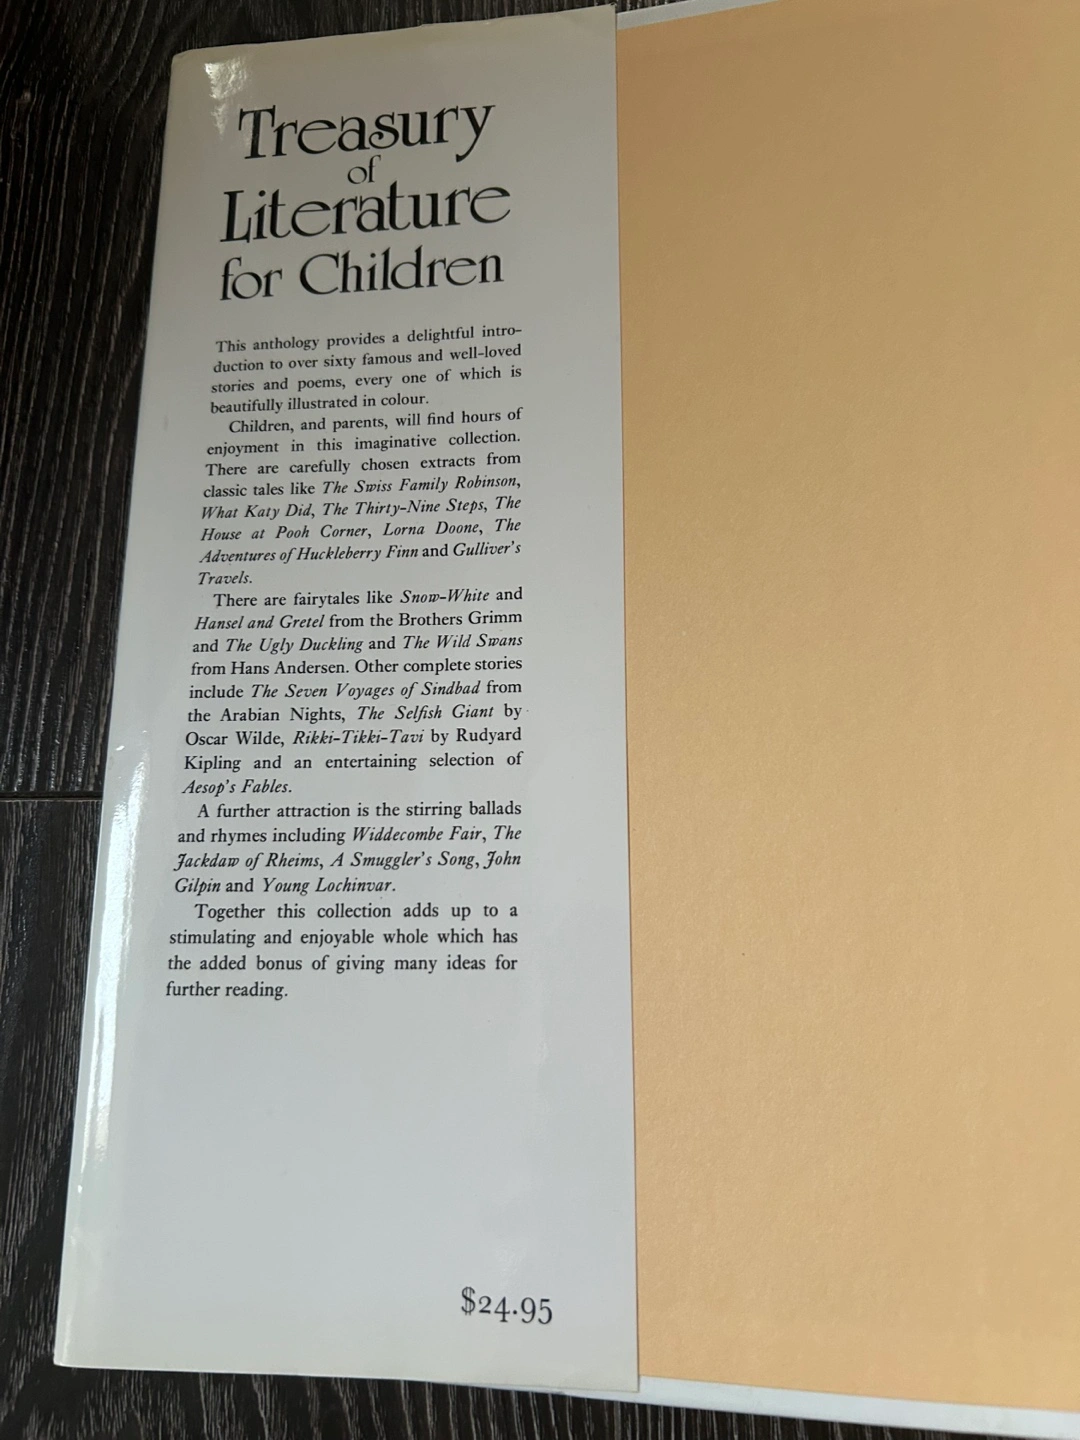 Treasury
of
Literature
for Children
This anthology provides a delightful intro-
duction to over sixty famous and well-loved
stories and poems, every one of which is
beautifully illustrated in colour.
Children, and parents, will find hours of
enjoyment in this imaginative collection.
There are carefully chosen extracts from
classic tales like The Swiss Family Robinson,
What Katy Did, The Thirty-Nine Steps, The
House at Pooh Corner, Lorna Doone, The
Adventures of Huckleberry Finn and Gulliver's
Travels.
There are fairytales like Snow-White and
Hansel and Gretel from the Brothers Grimm
and The Ugly Duckling and The Wild Swans
from Hans Andersen. Other complete stories
include The Seven Voyages of Sindbad from
the Arabian Nights, The Selfish Giant by
Oscar Wilde, Rikki-Tikki-Tavi by Rudyard
Kipling and an entertaining selection of
Aesop's Fables.
A further attraction is the stirring ballads
and rhymes including Widdecombe Fair, The
Jackdaw of Rheims, A Smuggler's Song, John
Gilpin and Young Lochinvar.
Together this collection adds up to a
stimulating and enjoyable whole which has
the added bonus of giving many ideas for
further reading.
$24.95